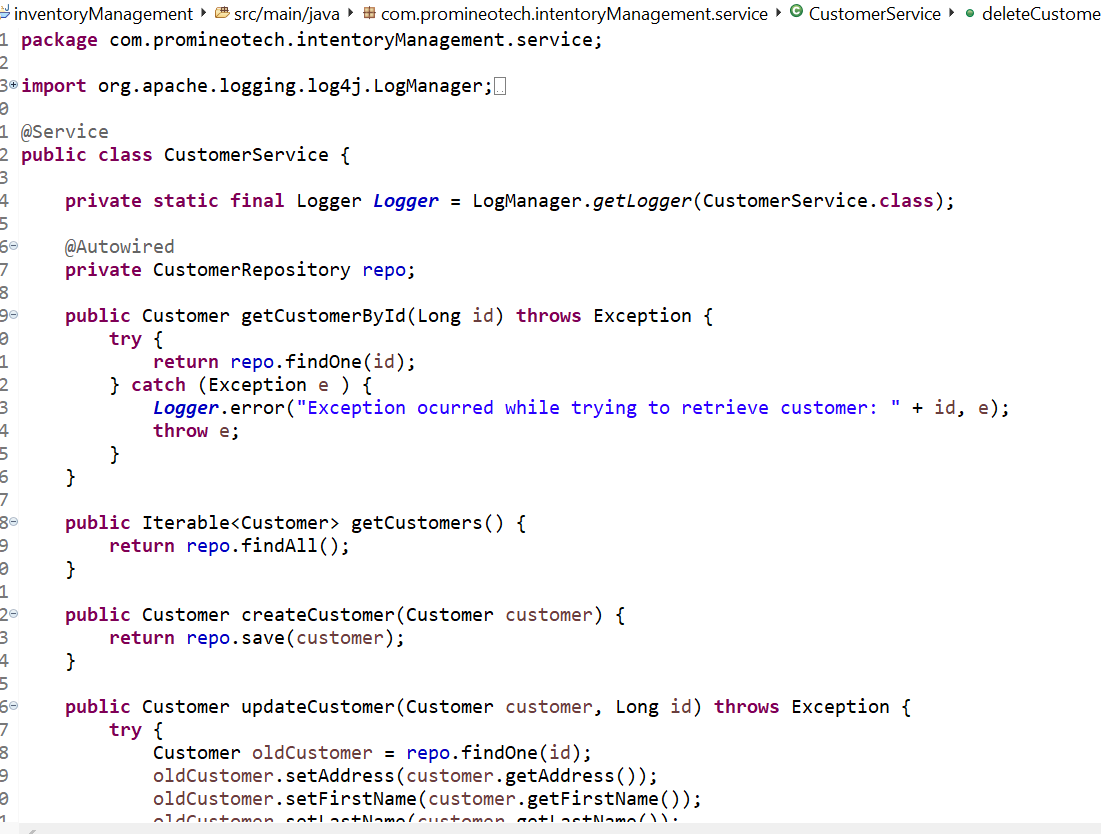 inventoryManagement src/main/java com.promineotech.intentoryManagement.service CustomerService deleteCustome
1 package com.promineotech.intentoryManagement.service;
2
3 import org.apache.logging.log4j.LogManager;
0
1 @Service
2 public class CustomerService {
3
4 private static final Logger Logger = LogManager.getLogger(CustomerService.class);
5
6 @Autowired
7 private CustomerRepository repo;
8
9 public Customer getCustomerById(Long id) throws Exception {
0 try {
1 return repo.findOne(id);
2 } catch (Exception e ) {
3 Logger.error("Exception ocurred while trying to retrieve customer: " + id, e);
4 throw e;
5 }
6 }
7
8 public Iterable<Customer> getCustomers() {
9 return repo.findAll();
0 }
1
2 public Customer createCustomer(Customer customer) {
3 return repo.save(customer);
4 }
5
6 public Customer updateCustomer(Customer customer, Long id) throws Exception {
7 try {
8 Customer oldCustomer = repo.findOne(id);
9 oldCustomer.setAddress(customer.getAddress());
0 oldCustomer.setFirstName(customer.getFirstName());
1 oldCustomer.setLastName(customer.getLastName());